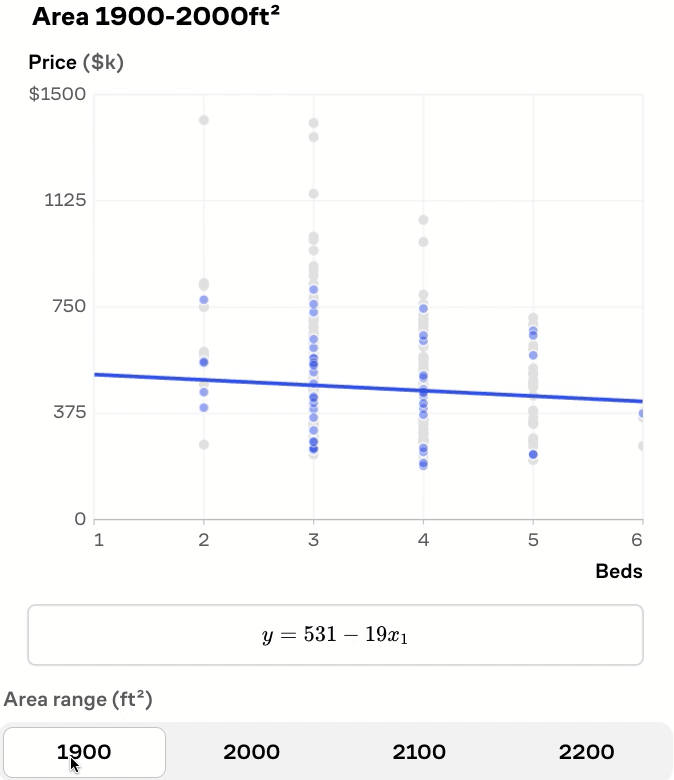 Area 1900-2000ft²
Price ($k)
$1500
1125
750
375
0
1 2 3 4 5 6
Beds
y = 531 − 19x₁
Area range (ft²)
1900 2000 2100 2200